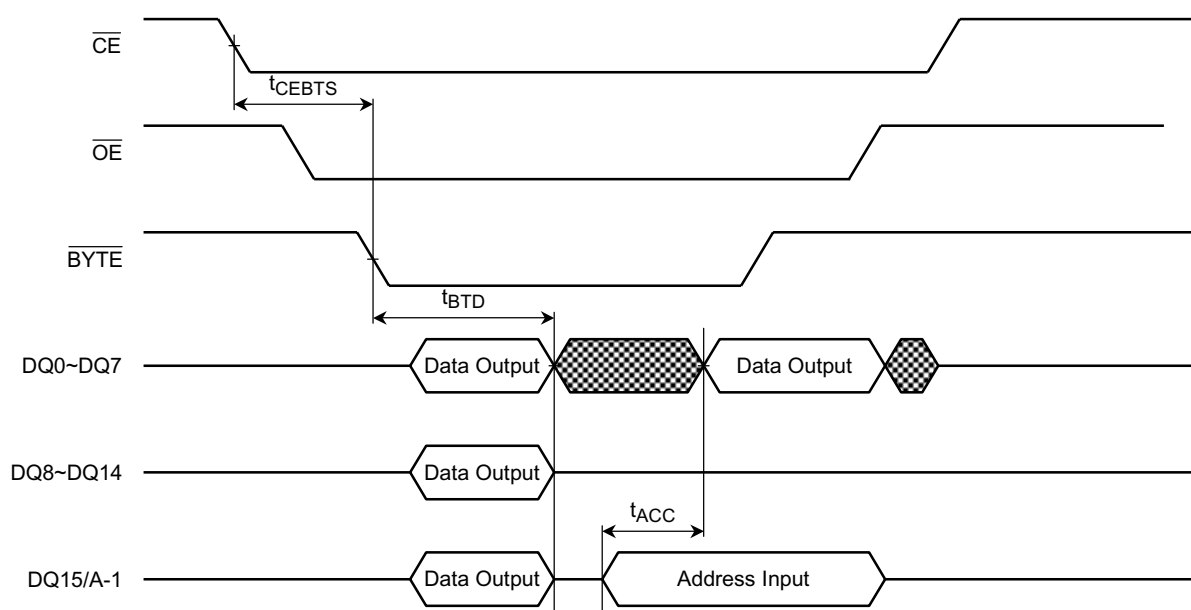 CE
tCEBTS
OE
BYTE
tBTD
DQ0~DQ7 Data Output Data Output
DQ8~DQ14 Data Output
tACC
DQ15/A-1 Data Output Address Input